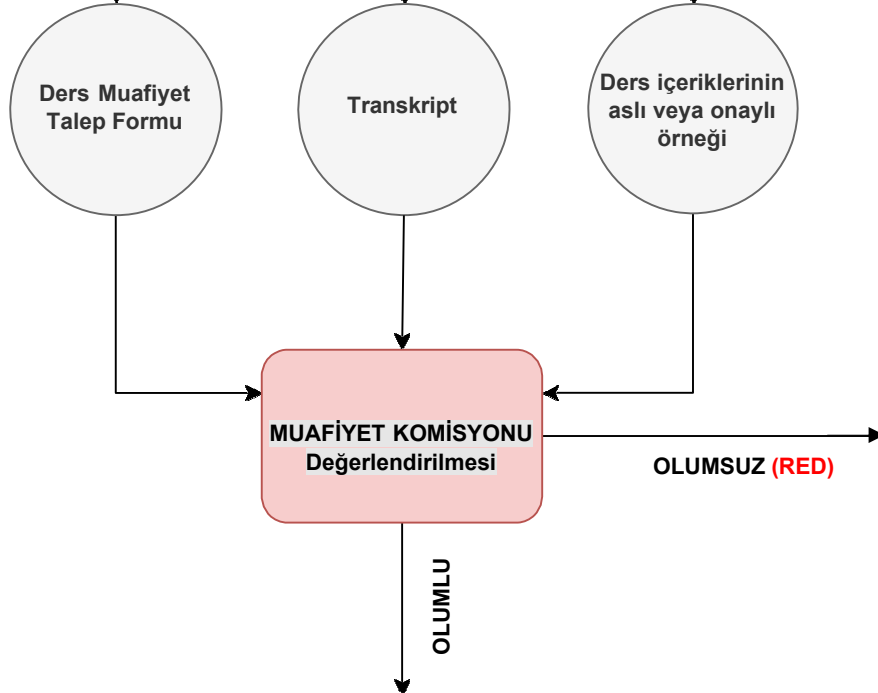 Ders Muafiyet
Talep Formu
Transkript
Ders içeriklerinin
aslı veya onaylı
örneği
MUAFİYET KOMİSYONU
Değerlendirilmesi
OLUMSUZ (RED)
OLUMLU